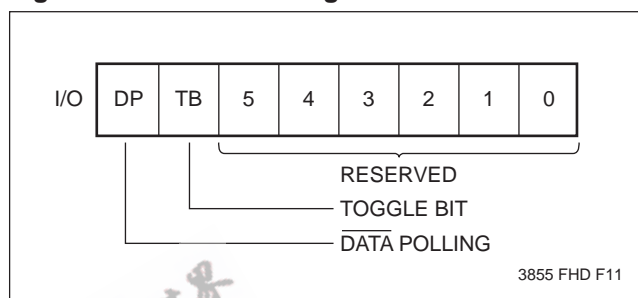 I/O DP TB 5 4 3 2 1 0
RESERVED
TOGGLE BIT
DATA POLLING
3855 FHD F11